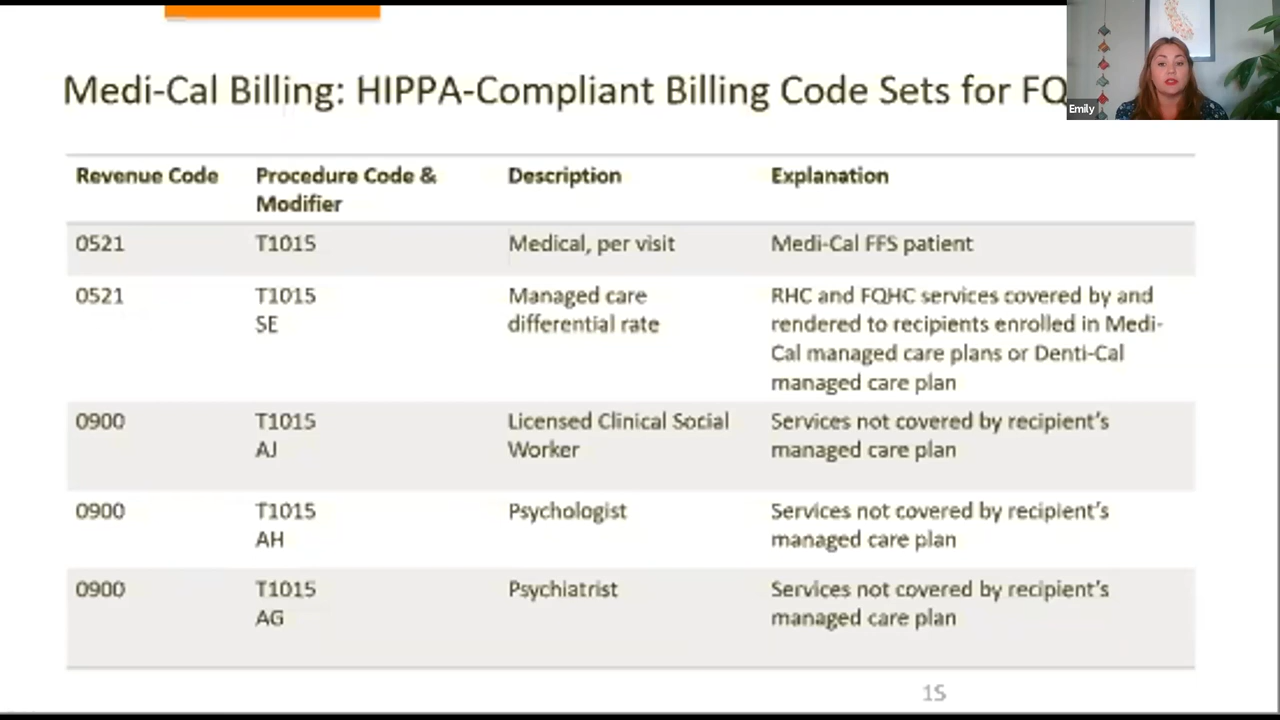 Medi-Cal Billing: HIPPA-Compliant Billing Code Sets for FQ
Emily
Revenue Code
Procedure Code &
Modifier
Description
Explanation
0521
T1015
Medical, per visit
Medi-Cal FFS patient
0521
T1015
SE
Managed care
differential rate
RHC and FQHC services covered by and
rendered to recipients enrolled in Medi-
Cal managed care plans or Denti-Cal
managed care plan
0900
T1015
AJ
Licensed Clinical Social
Worker
Services not covered by recipient's
managed care plan
0900
T1015
AH
Psychologist
Services not covered by recipient's
managed care plan
0900
T1015
AG
Psychiatrist
Services not covered by recipient's
managed care plan
15